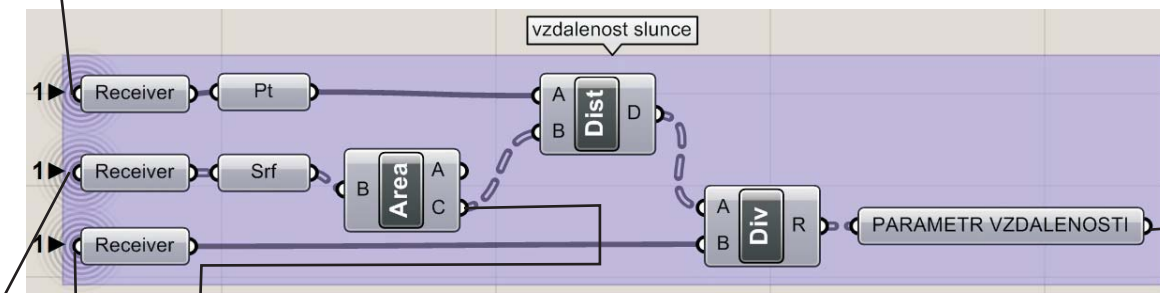 vzdalenost slunce
1 Receiver Pt
A
B
Dist
D
1 Receiver Srf
B
Area
A
C
1 Receiver
A
B
Div
R
PARAMETR VZDALENOSTI